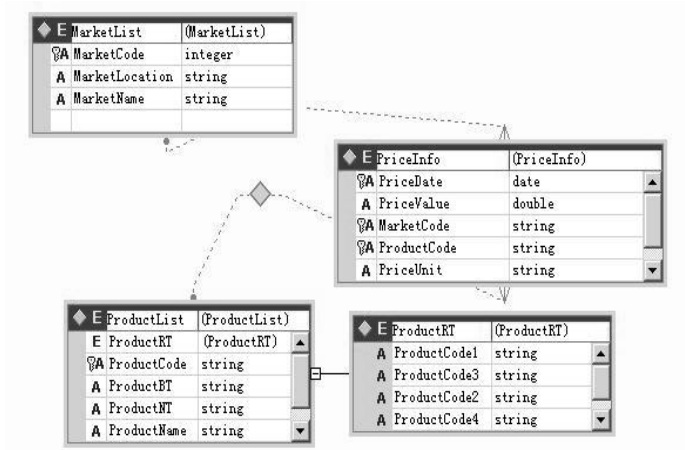 E MarketList (MarketList)
A MarketCode integer
A MarketLocation string
A MarketName string
E PriceInfo (PriceInfo)
A PriceDate date
A PriceValue double
A MarketCode string
A ProductCode string
A PriceUnit string
E ProductList (ProductList)
E ProductRT (ProductRT)
A ProductCode string
A ProductBT string
A ProductNT string
A ProductName string
E ProductRT (ProductRT)
A ProductCode1 string
A ProductCode3 string
A ProductCode2 string
A ProductCode4 string